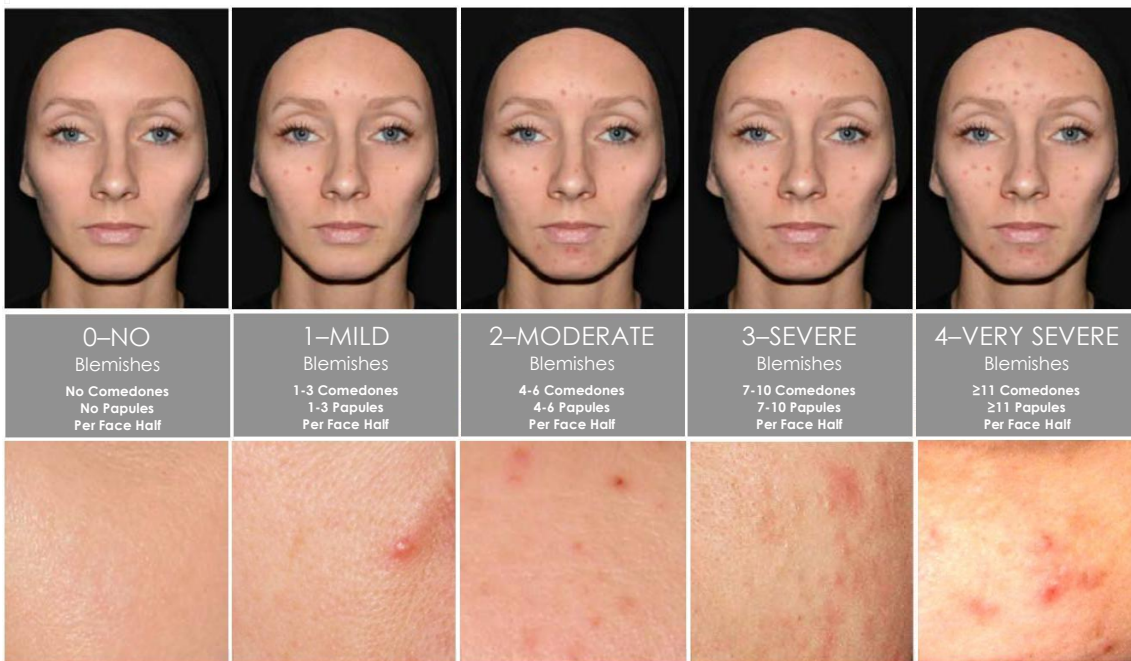 0–NO
Blemishes
No Comedones
No Papules
Per Face Half
1–MILD
Blemishes
1-3 Comedones
1-3 Papules
Per Face Half
2–MODERATE
Blemishes
4-6 Comedones
4-6 Papules
Per Face Half
3–SEVERE
Blemishes
7-10 Comedones
7-10 Papules
Per Face Half
4–VERY SEVERE
Blemishes
≥11 Comedones
≥11 Papules
Per Face Half